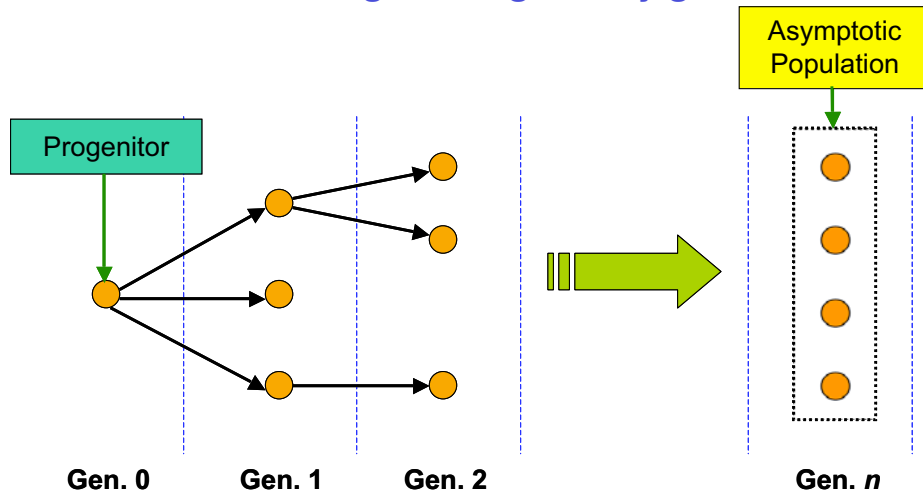 Asymptotic
Population
Progenitor
Gen. 0
Gen. 1
Gen. 2
Gen. n